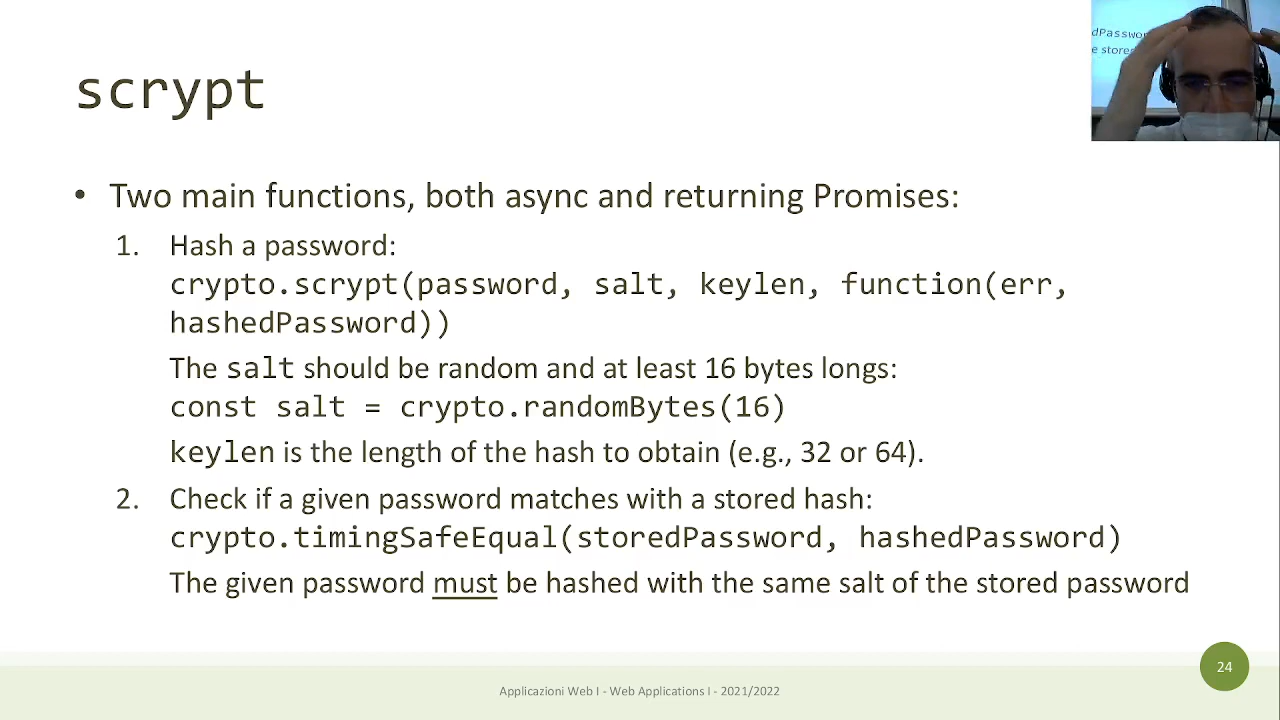 scrypt
• Two main functions, both async and returning Promises:
1. Hash a password:
crypto.scrypt(password, salt, keylen, function(err,
hashedPassword))
The salt should be random and at least 16 bytes longs:
const salt = crypto.randomBytes(16)
keylen is the length of the hash to obtain (e.g., 32 or 64).
2. Check if a given password matches with a stored hash:
crypto.timingSafeEqual(storedPassword, hashedPassword)
The given password must be hashed with the same salt of the stored password
24
Applicazioni Web I - Web Applications I - 2021/2022